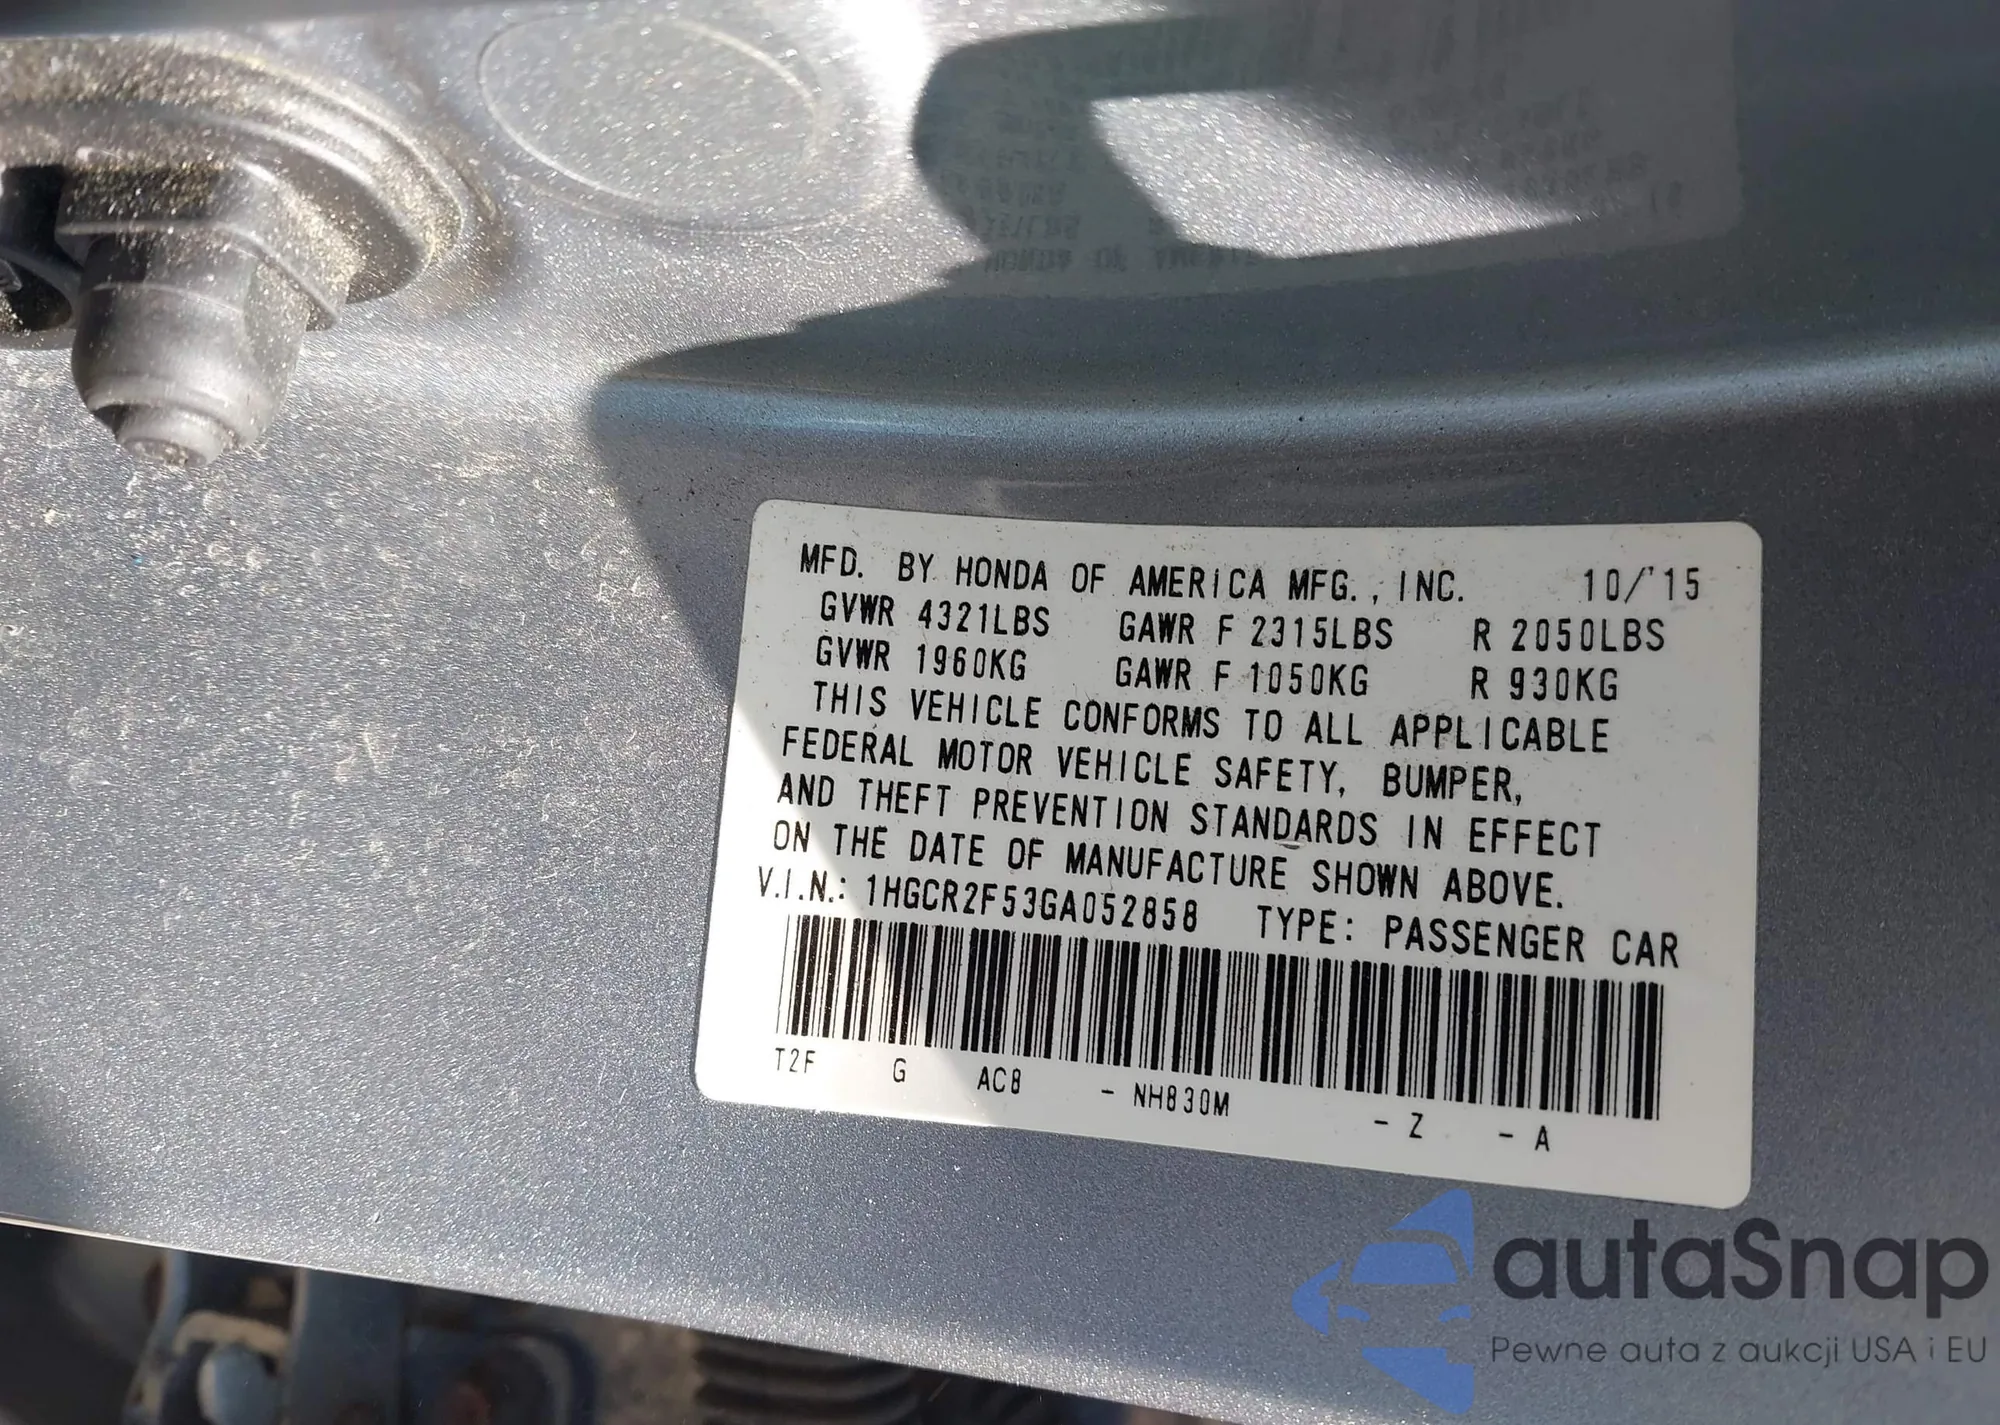 MFD. BY HONDA OF AMERICA MFG., INC. 10/'15
GVWR 4321LBS GAWR F 2315LBS R 2050LBS
GVWR 1960KG GAWR F 1050KG R 930KG
THIS VEHICLE CONFORMS TO ALL APPLICABLE
FEDERAL MOTOR VEHICLE SAFETY, BUMPER,
AND THEFT PREVENTION STANDARDS IN EFFECT
ON THE DATE OF MANUFACTURE SHOWN ABOVE.
V.I.N.: 1HGCR2F53GA052858 TYPE: PASSENGER CAR
T2F G AC8 - NH830M - Z - A
autaSnap
Pewne auta z aukcji USA i EU